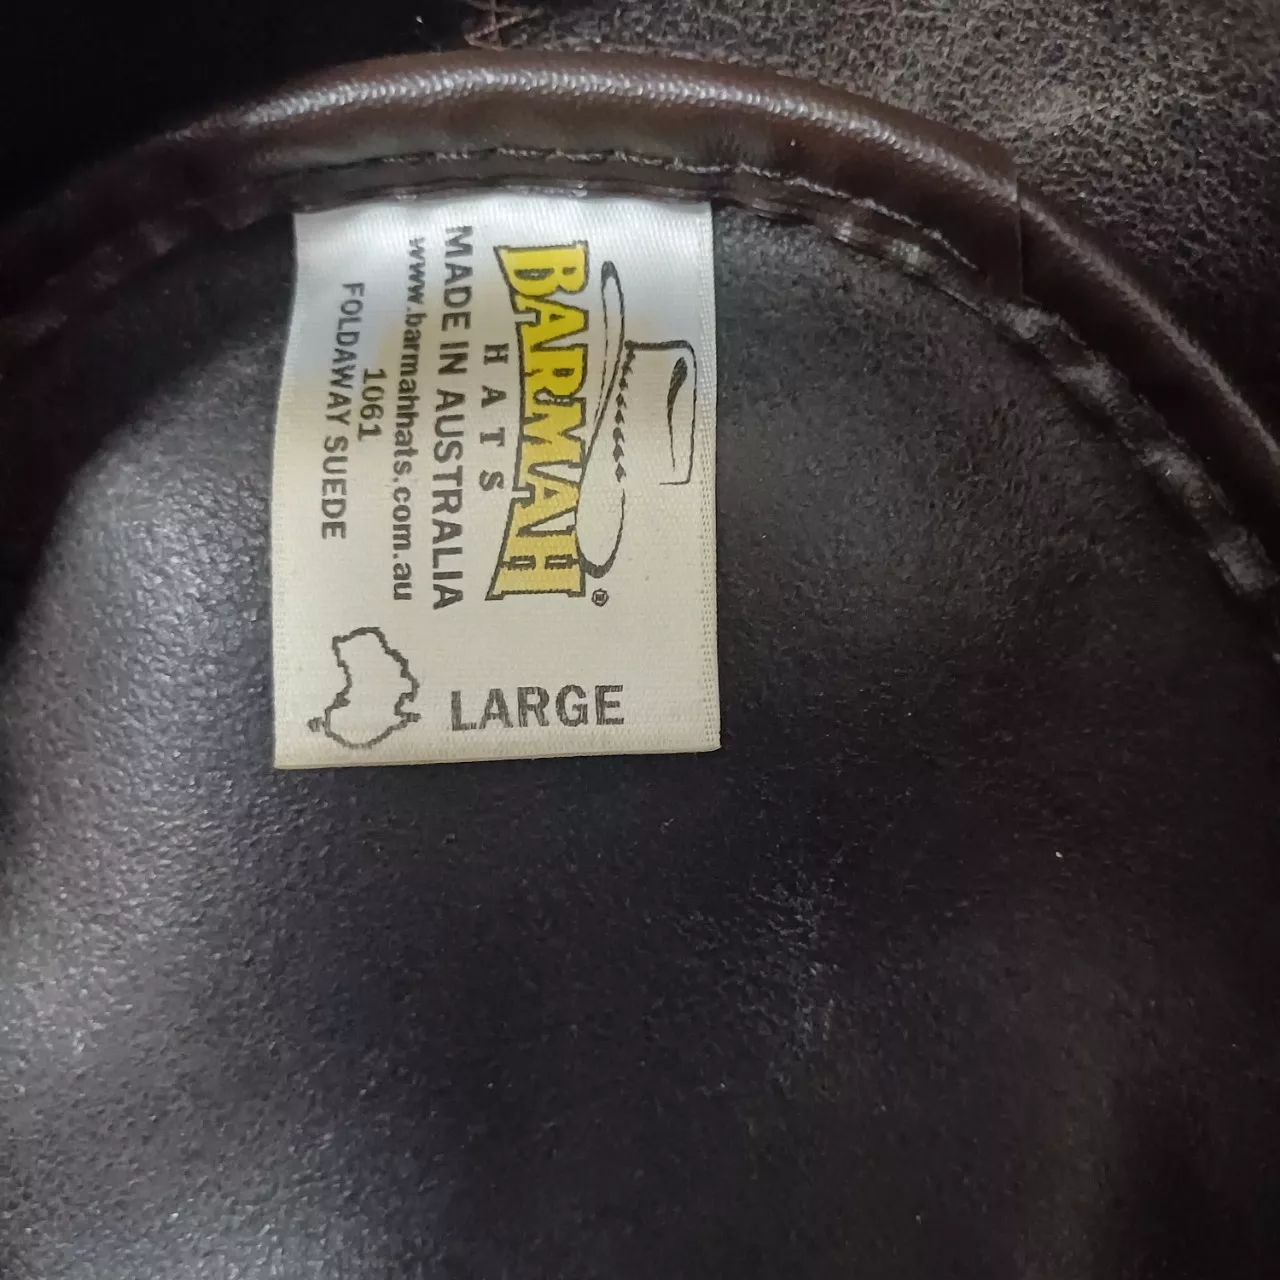 BARMAH®
HATS
MADE IN AUSTRALIA
www.barmahhats.com.au
1061
FOLDAWAY SUEDE
LARGE